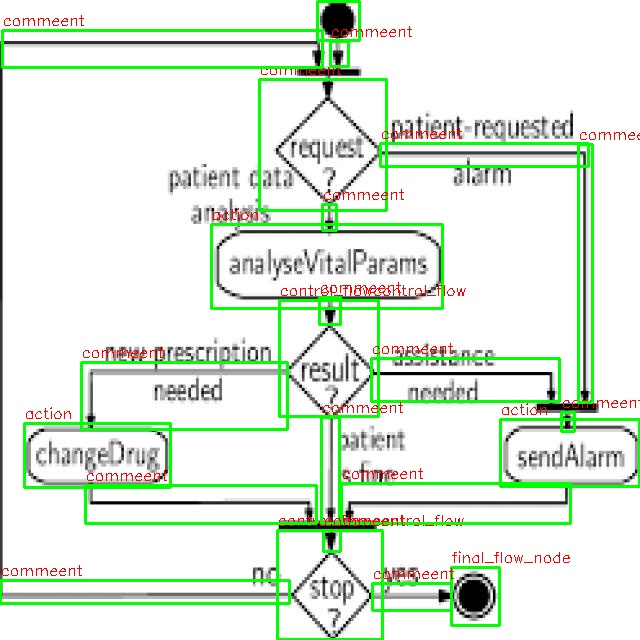 commeent
commeent
commeent
patient-requested
commeent
commeent
request
?
alarm
patient data
analysis
commeent
action
analyseVitalParams
control_flow
commeent
control_flow
new prescription
commeent
assistance
commeent
result
?
needed
needed
action
commeent
action
commeent
patient
changeDrug
sendAlarm
commeent
commeent
commeent
control_flow
final_flow_node
commeent
no
yes
commeent
stop
?